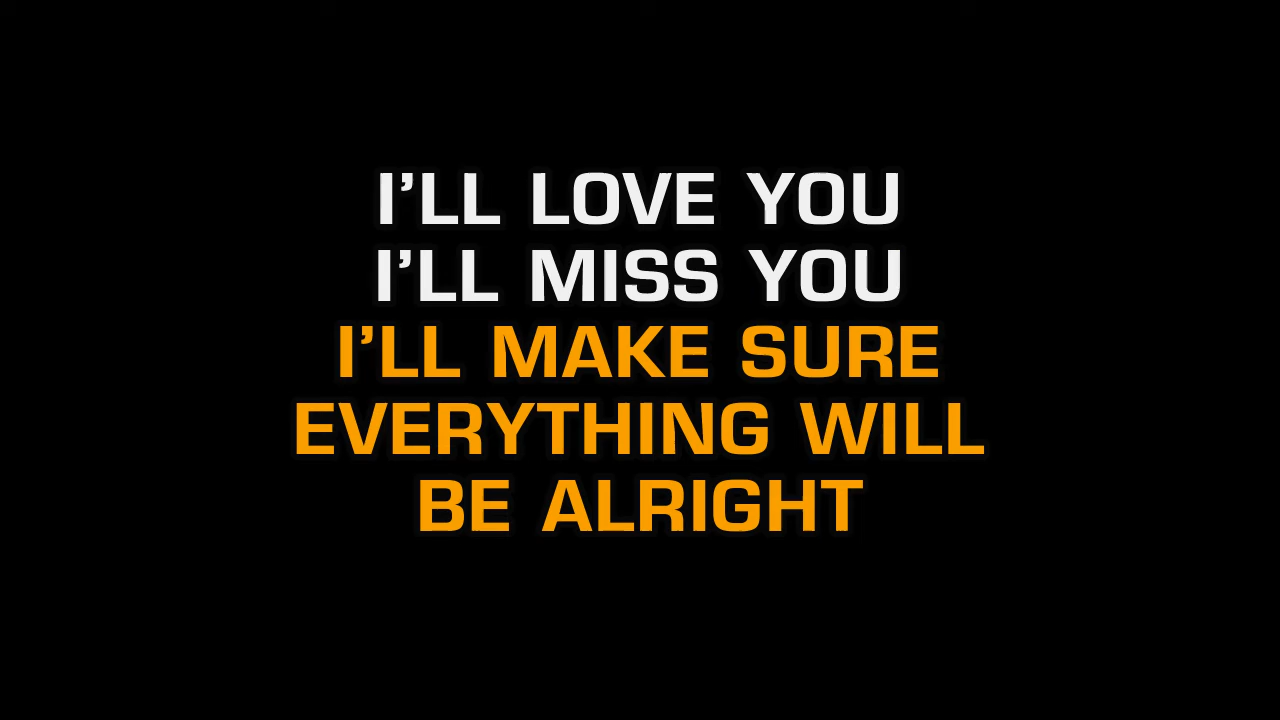 I’LL LOVE YOU
I’LL MISS YOU
I’LL MAKE SURE
EVERYTHING WILL
BE ALRIGHT